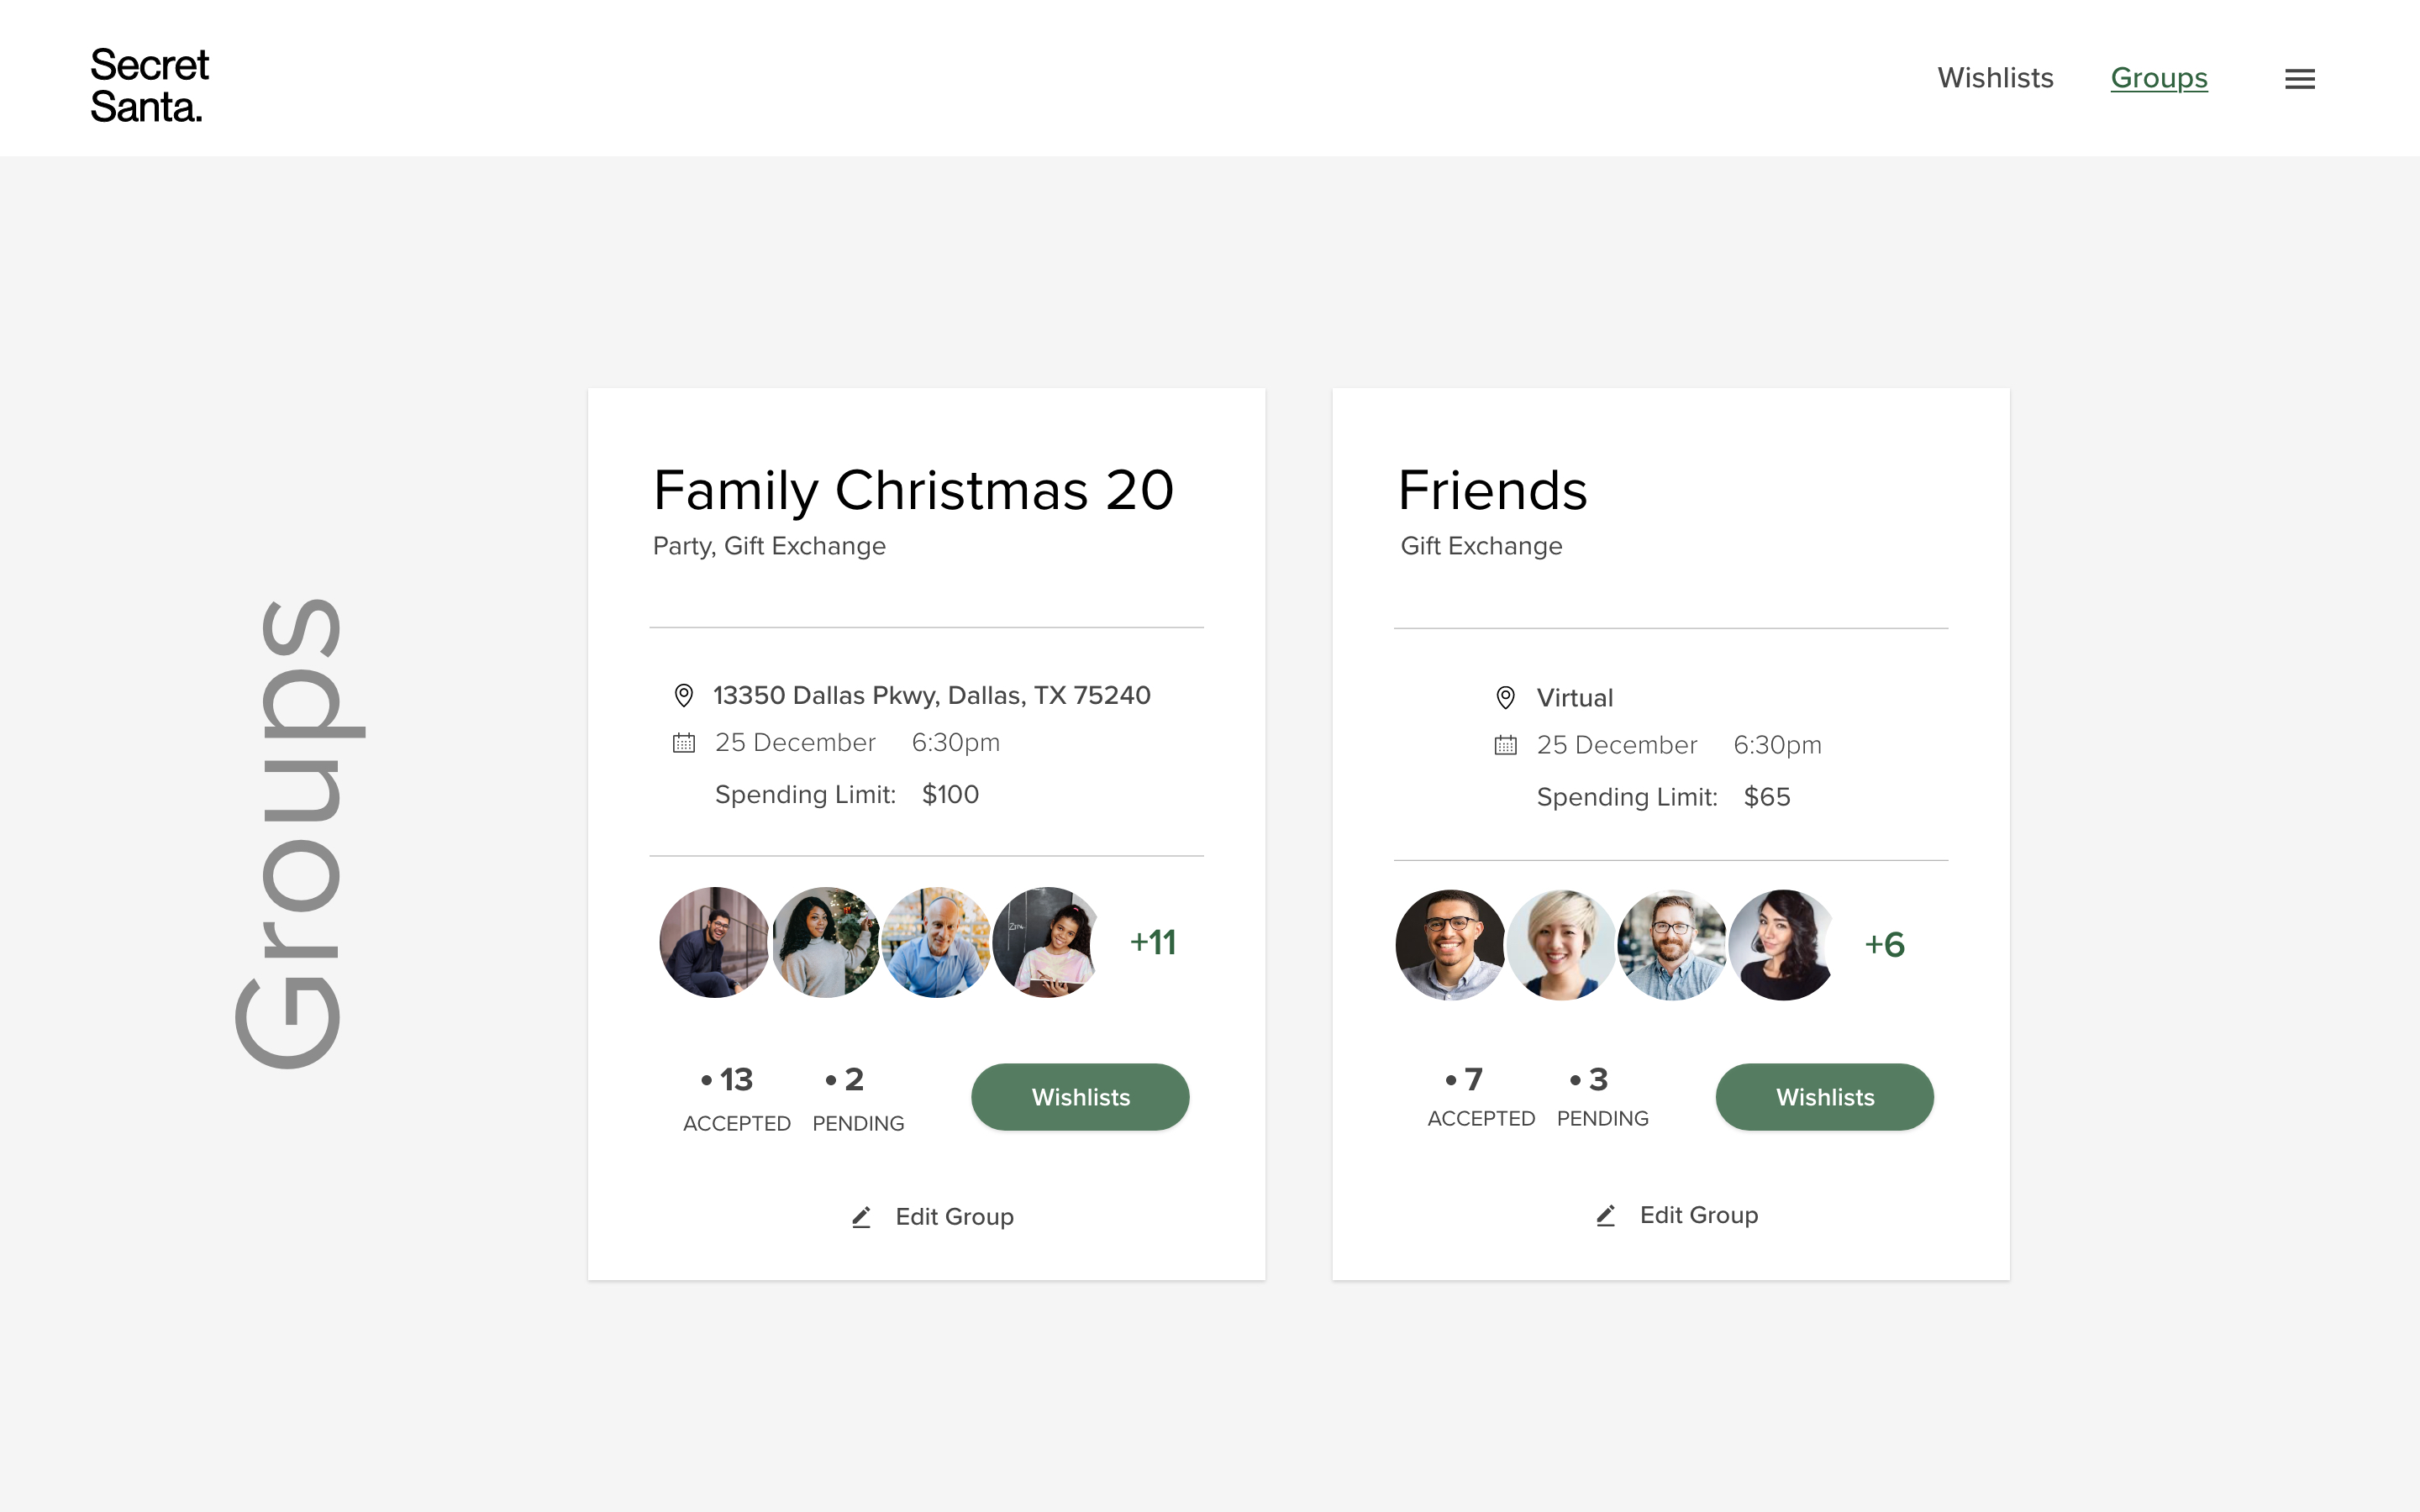 Secret
Santa.
Wishlists
Groups
Groups
Family Christmas 20
Party, Gift Exchange
13350 Dallas Pkwy, Dallas, TX 75240
25 December 6:30pm
Spending Limit: $100
+11
• 13 • 2
ACCEPTED PENDING
Wishlists
Edit Group
Friends
Gift Exchange
Virtual
25 December 6:30pm
Spending Limit: $65
+6
• 7 • 3
ACCEPTED PENDING
Wishlists
Edit Group